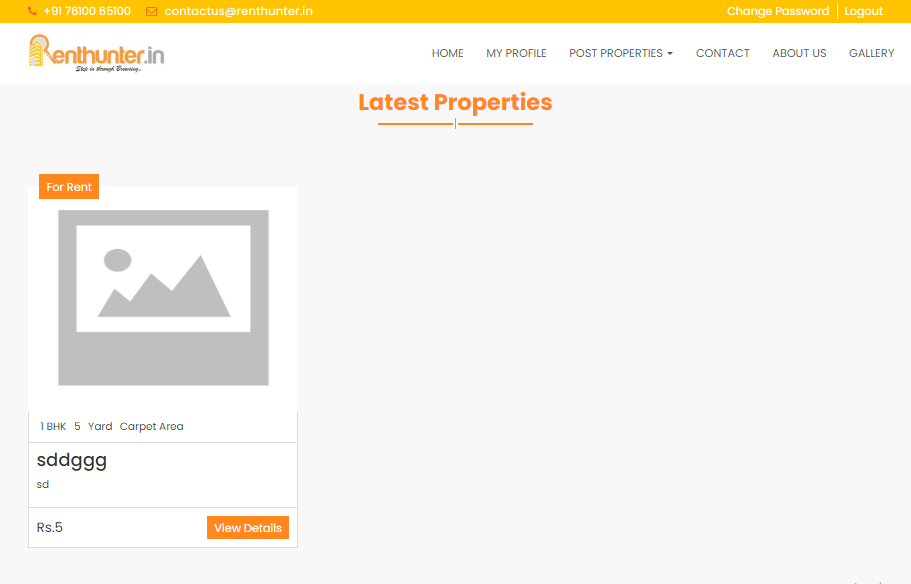 +91 76100 65100 contactus@renthunter.in Change Password Logout
Renthunter.in
Step in through Browsing..
HOME MY PROFILE POST PROPERTIES CONTACT ABOUT US GALLERY
Latest Properties
For Rent
1 BHK 5 Yard Carpet Area
sddggg
sd
Rs.5 View Details